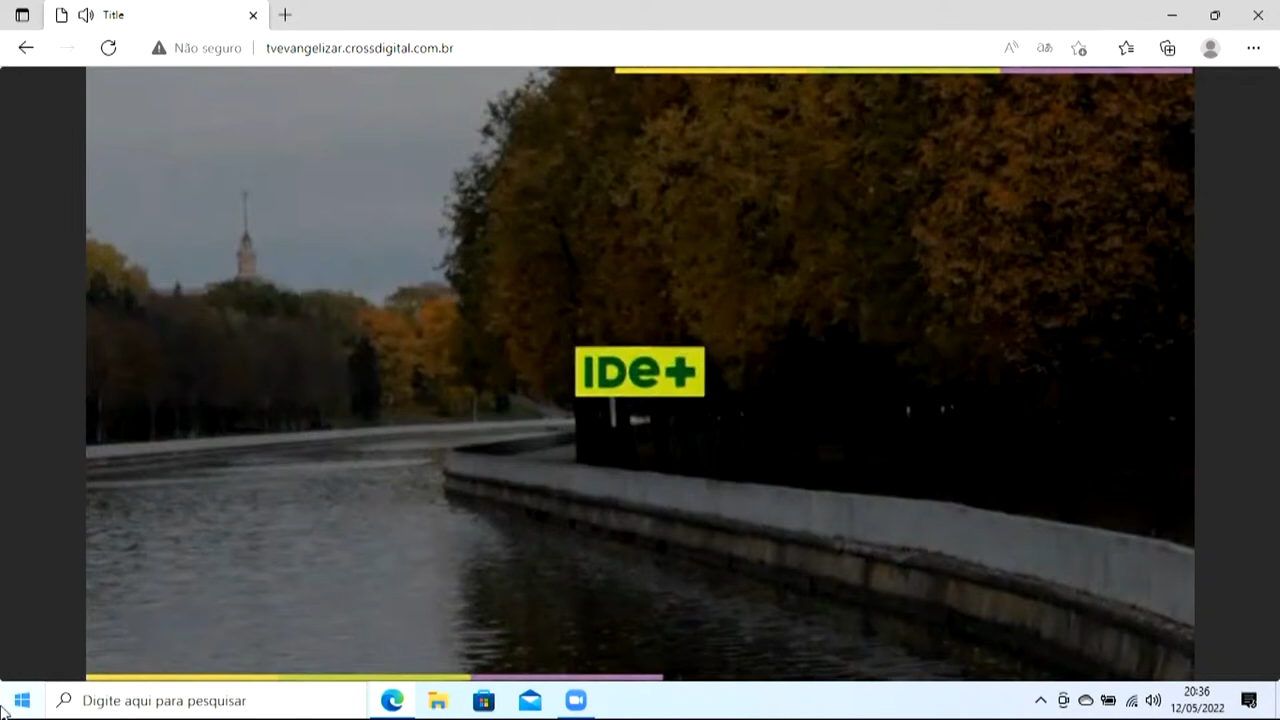 Title
Não seguro
tvevangelizar.crossdigital.com.br
IDe+
Digite aqui para pesquisar
20:36
12/05/2022